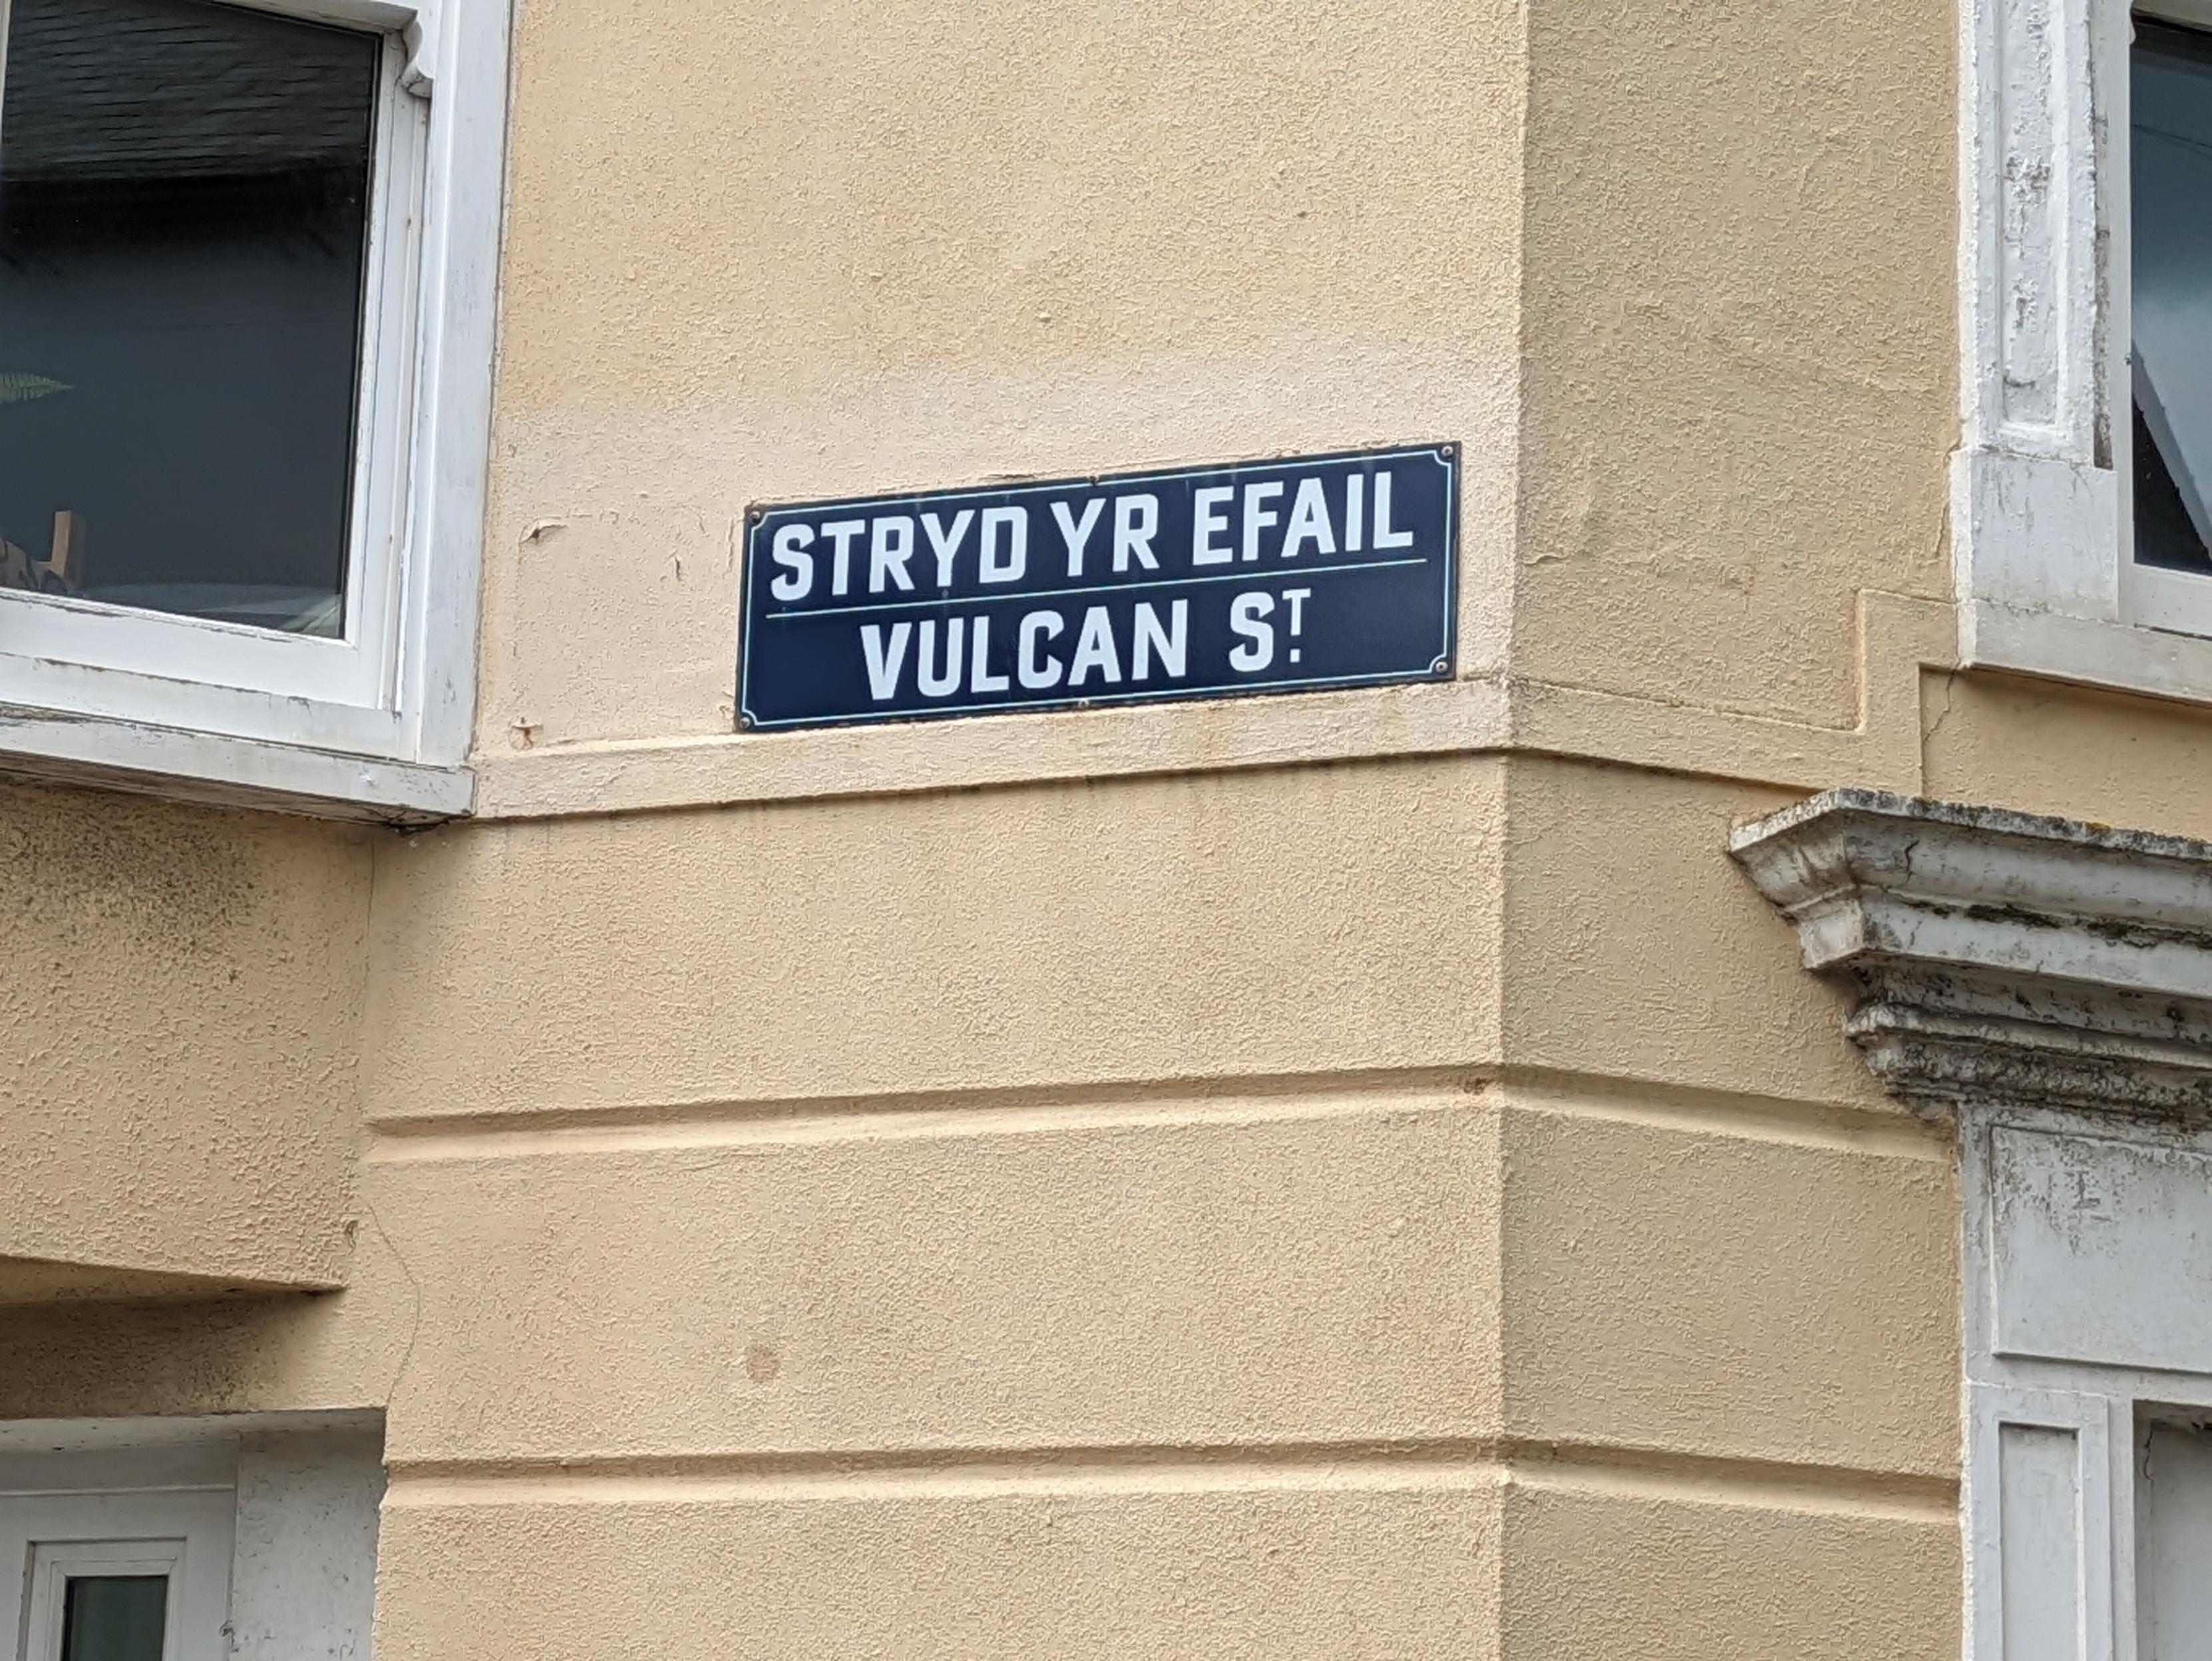 STRYD YR EFAIL
VULCAN ST.